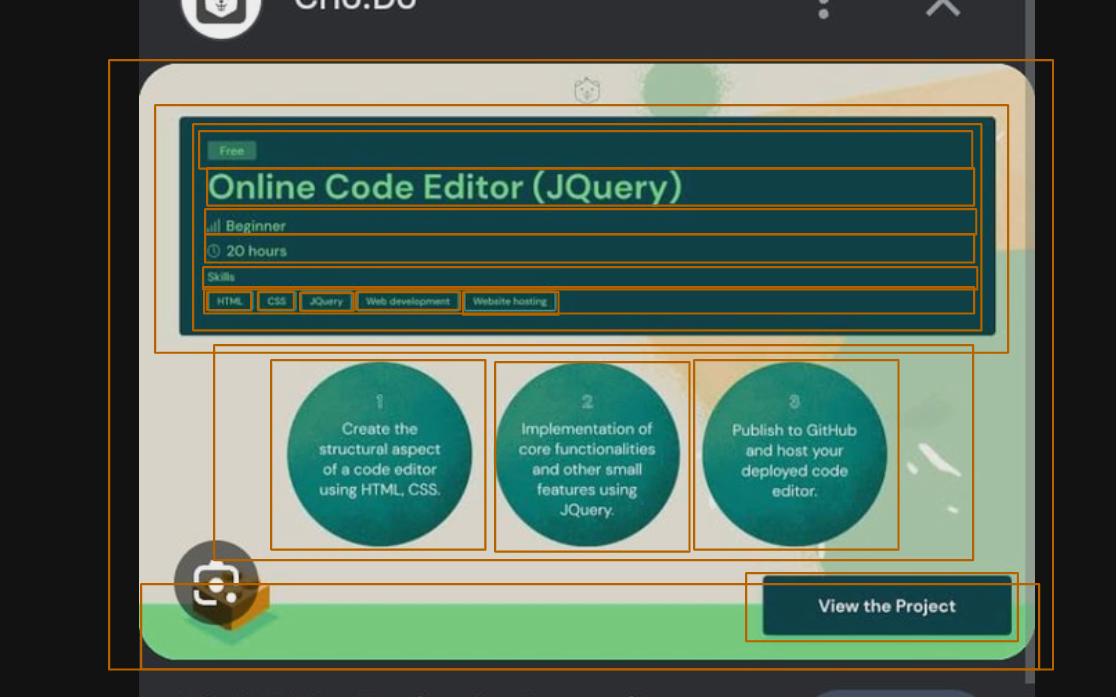 Free
Online Code Editor (JQuery)
Beginner
20 hours
Skills
HTML CSS JQuery Web development Website hosting
1
Create the
structural aspect
of a code editor
using HTML, CSS.
2
Implementation of
core functionalities
and other small
features using
JQuery.
3
Publish to GitHub
and host your
deployed code
editor.
View the Project